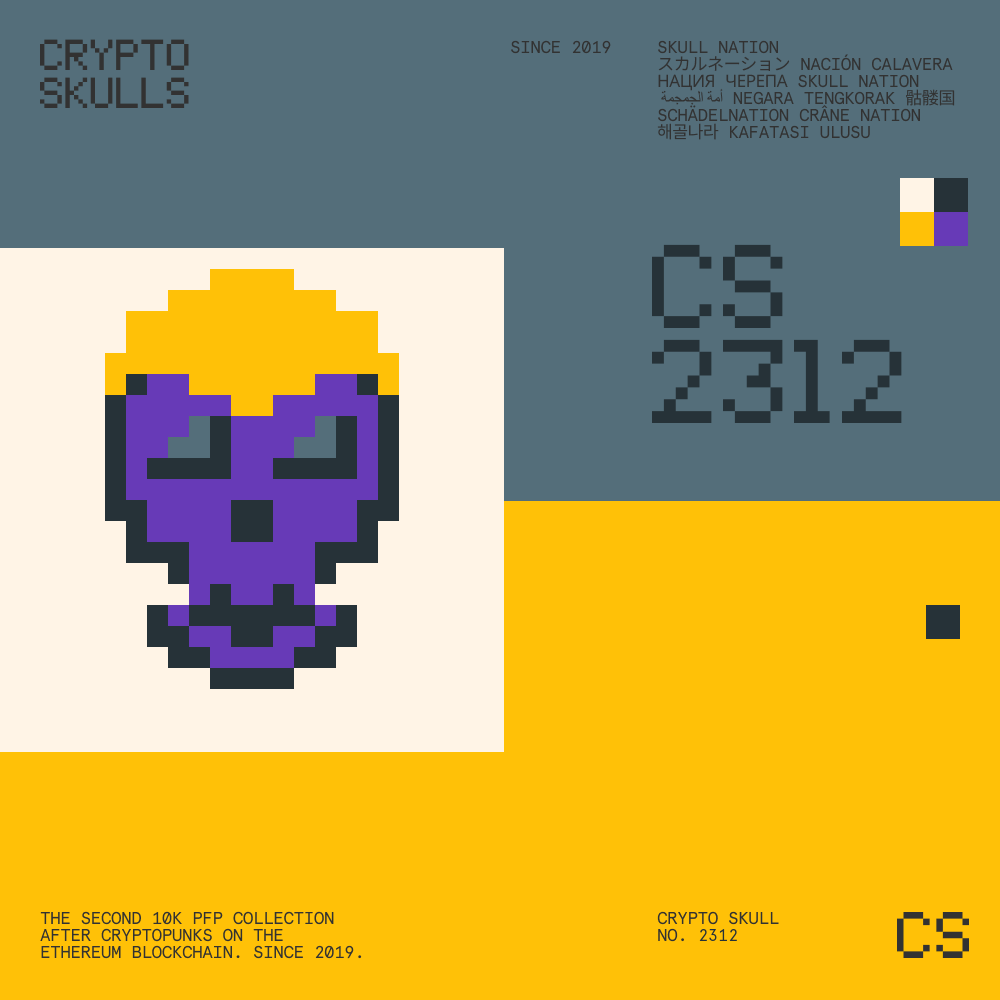 CRYPTO
SKULLS
SINCE 2019
SKULL NATION
スカルネーション NACIÓN CALAVERA
НАЦИЯ ЧЕРЕПА SKULL NATION
أمة الجمجمة NEGARA TENGKORAK 骷髅国
SCHÄDELNATION CRÂNE NATION
해골나라 KAFATASI ULUSU
CS
2312
THE SECOND 10K PFP COLLECTION
AFTER CRYPTOPUNKS ON THE
ETHEREUM BLOCKCHAIN. SINCE 2019.
CRYPTO SKULL
NO. 2312
CS